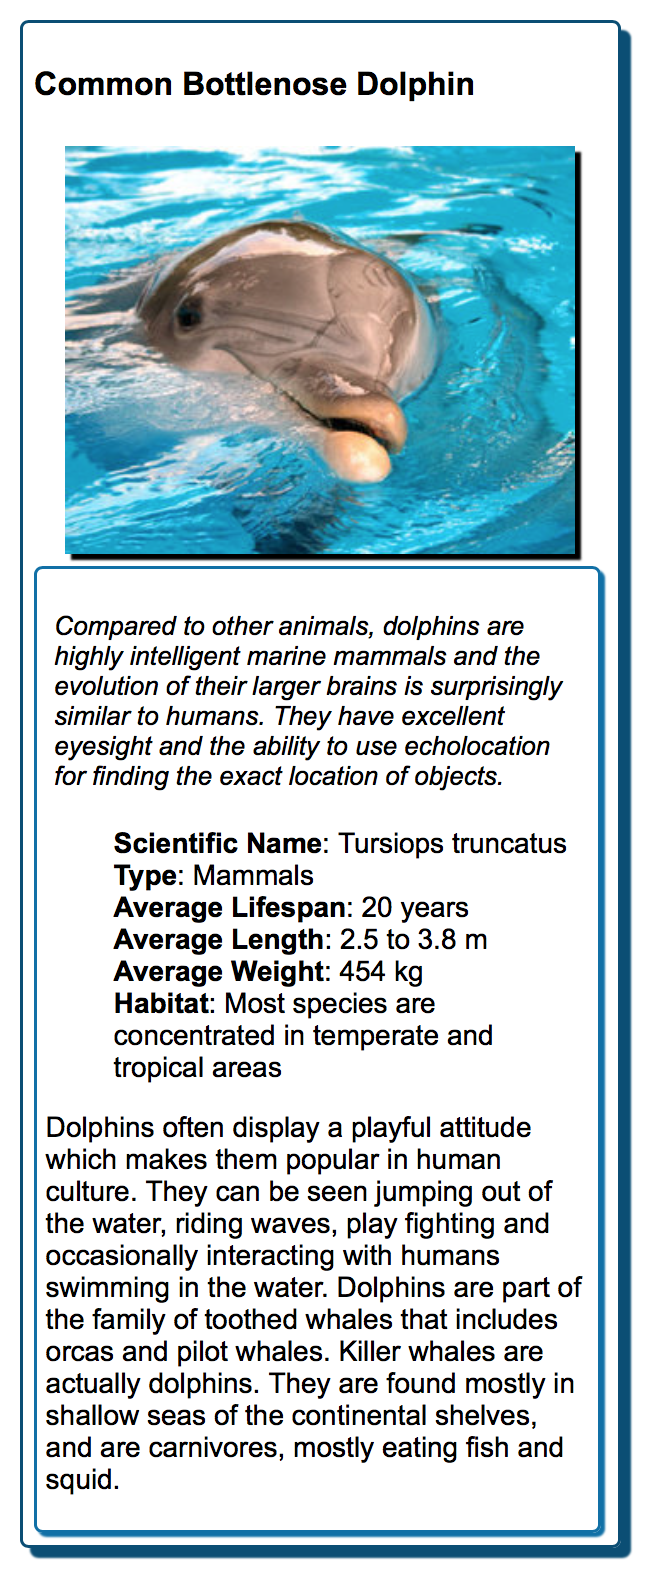 Common Bottlenose Dolphin
Compared to other animals, dolphins are
highly intelligent marine mammals and the
evolution of their larger brains is surprisingly
similar to humans. They have excellent
eyesight and the ability to use echolocation
for finding the exact location of objects.
Scientific Name: Tursiops truncatus
Type: Mammals
Average Lifespan: 20 years
Average Length: 2.5 to 3.8 m
Average Weight: 454 kg
Habitat: Most species are
concentrated in temperate and
tropical areas
Dolphins often display a playful attitude
which makes them popular in human
culture. They can be seen jumping out of
the water, riding waves, play fighting and
occasionally interacting with humans
swimming in the water. Dolphins are part of
the family of toothed whales that includes
orcas and pilot whales. Killer whales are
actually dolphins. They are found mostly in
shallow seas of the continental shelves,
and are carnivores, mostly eating fish and
squid.